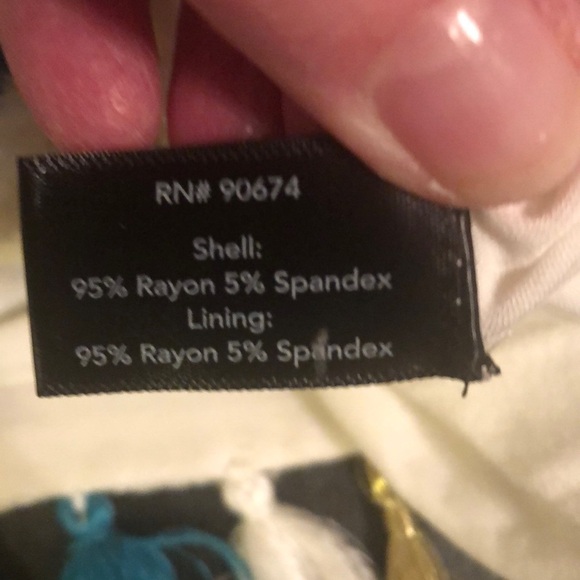 RN# 90674
Shell:
95% Rayon 5% Spandex
Lining:
95% Rayon 5% Spandex